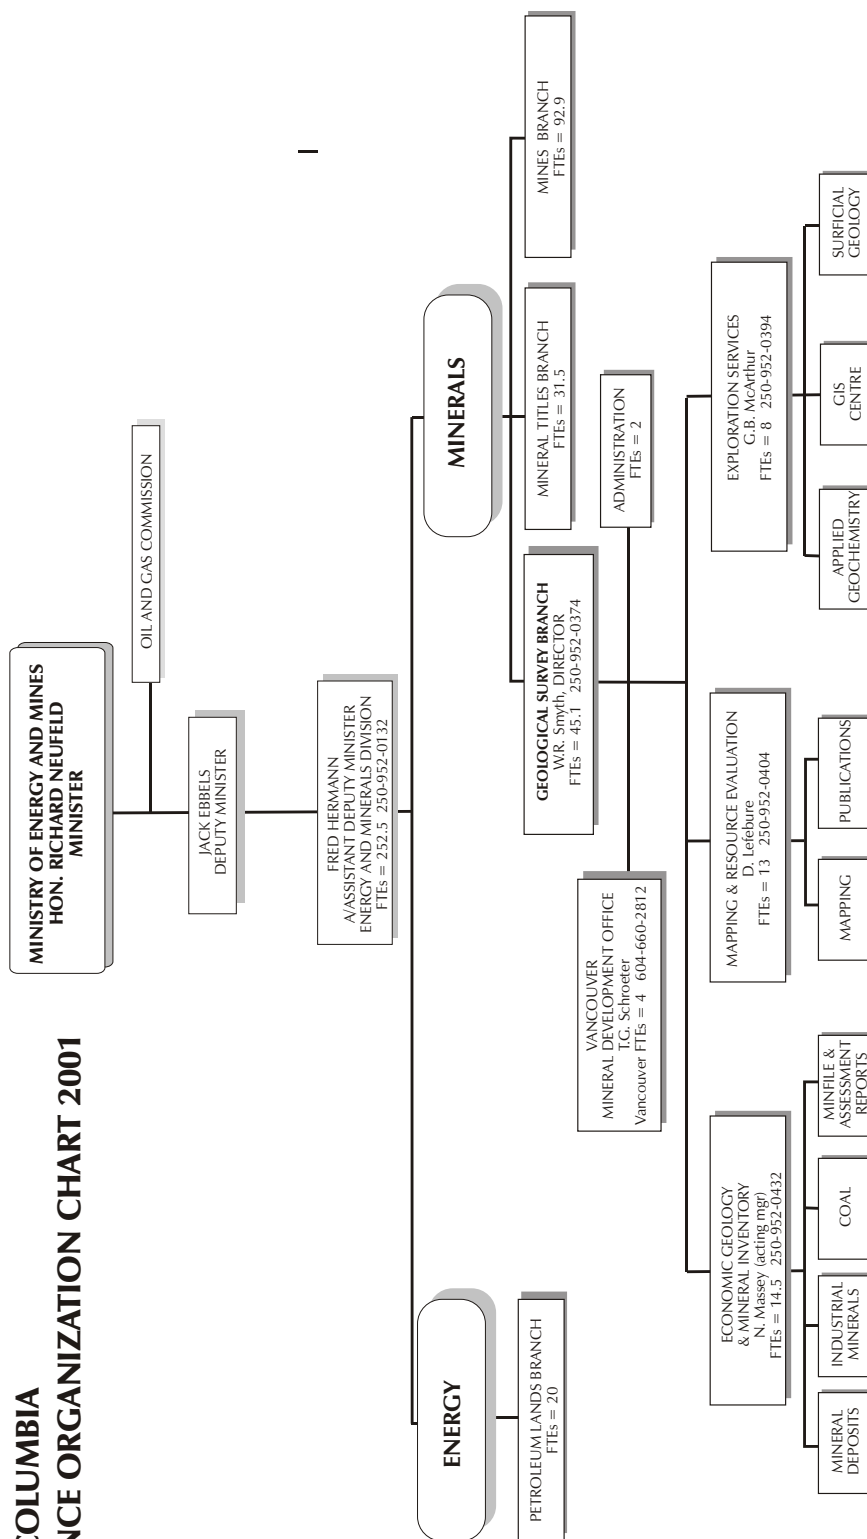 COLUMBIA
NCE ORGANIZATION CHART 2001
MINISTRY OF ENERGY AND MINES
HON. RICHARD NEUFELD
MINISTER
OIL AND GAS COMMISSION
JACK EBBELS
DEPUTY MINISTER
FRED HERMANN
A/ASSISTANT DEPUTY MINISTER
ENERGY AND MINERALS DIVISION
FTEs = 252.5 250-952-0132
ENERGY
MINERALS
PETROLEUM LANDS BRANCH
FTEs = 20
GEOLOGICAL SURVEY BRANCH
W.R. Smyth, DIRECTOR
FTEs = 45.1 250-952-0374
MINERAL TITLES BRANCH
FTEs = 31.5
MINES BRANCH
FTEs = 92.9
VANCOUVER
MINERAL DEVELOPMENT OFFICE
T.G. Schroeter
Vancouver FTEs = 4 604-660-2812
ADMINISTRATION
FTEs = 2
ECONOMIC GEOLOGY
& MINERAL INVENTORY
N. Massey (acting mgr)
FTEs = 14.5 250-952-0432
MAPPING & RESOURCE EVALUATION
D. Lefebure
FTEs = 13 250-952-0404
EXPLORATION SERVICES
G.B. McArthur
FTEs = 8 250-952-0394
MINERAL
DEPOSITS
INDUSTRIAL
MINERALS
COAL
MINFILE &
ASSESSMENT
REPORTS
MAPPING
PUBLICATIONS
APPLIED
GEOCHEMISTRY
GIS
CENTRE
SURFICIAL
GEOLOGY